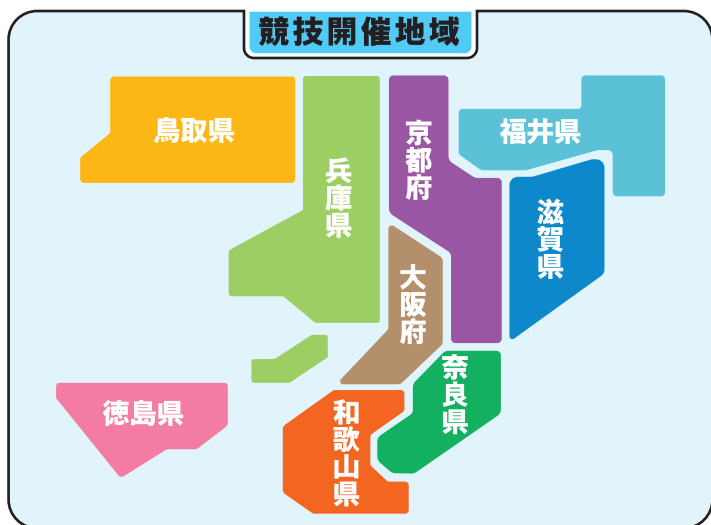 競技開催地域
鳥取県
兵庫県
京都府
福井県
滋賀県
大阪府
奈良県
徳島県
和歌山県